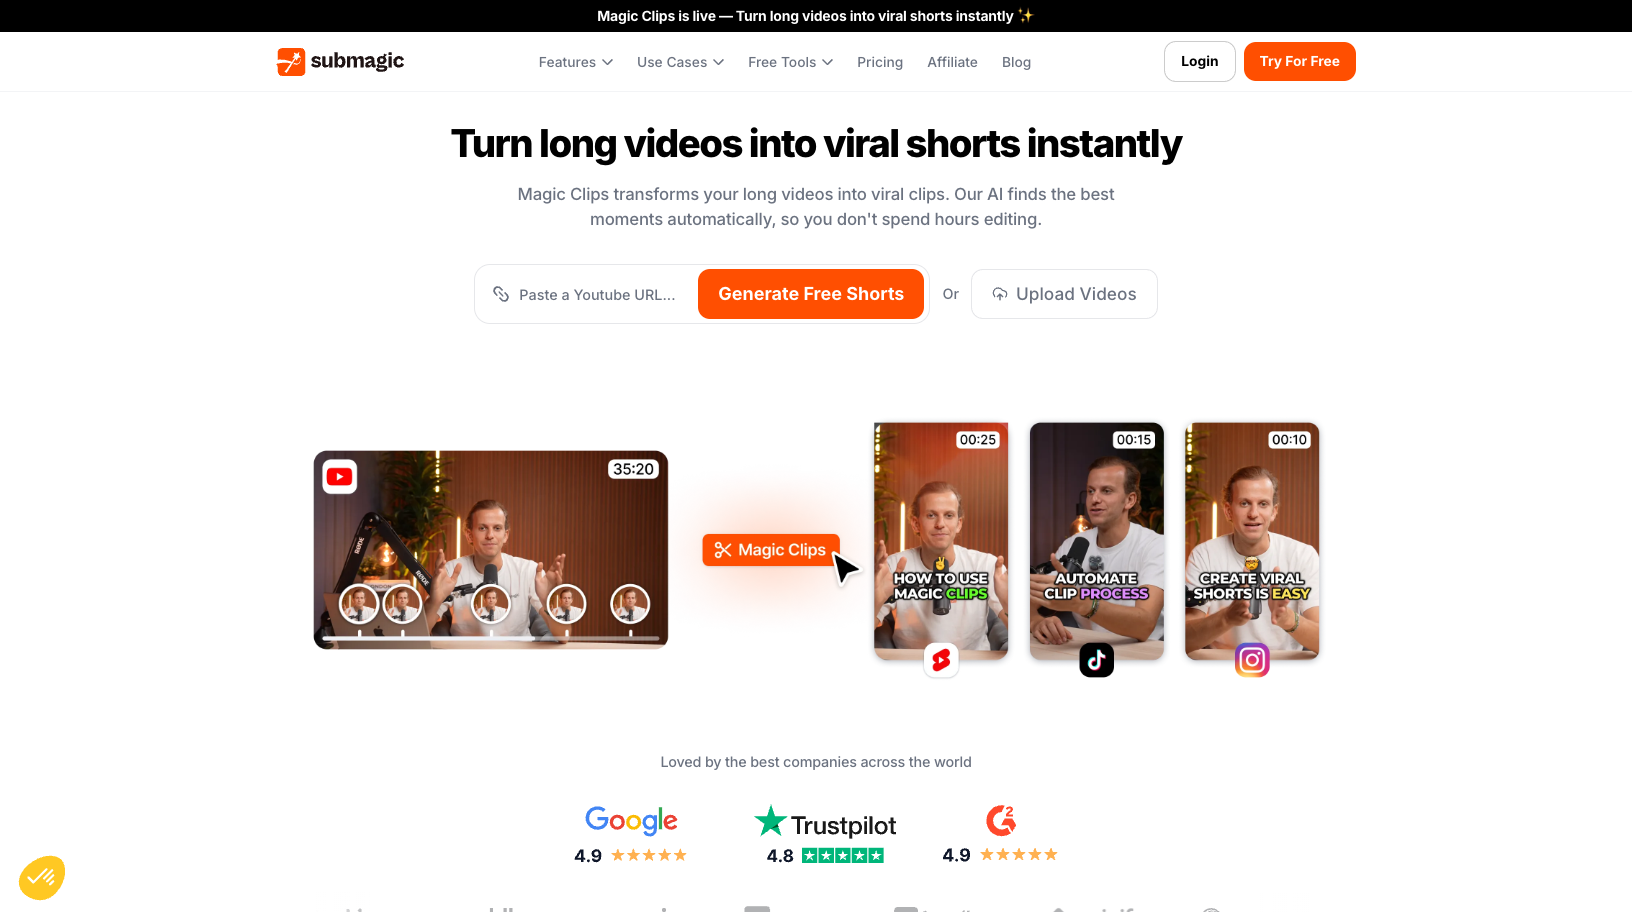 Magic Clips is live — Turn long videos into viral shorts instantly ✨
submagic
Features
Use Cases
Free Tools
Pricing
Affiliate
Blog
Login
Try For Free
Turn long videos into viral shorts instantly
Magic Clips transforms your long videos into viral clips. Our AI finds the best
moments automatically, so you don't spend hours editing.
Paste a Youtube URL...
Generate Free Shorts
Or
Upload Videos
35:20
RØDE
RØDE
Magic Clips
00:25
HOW TO USE
MAGIC CLIPS
00:15
AUTOMATE
CLIP PROCESS
00:10
CREATE VIRAL
SHORTS IS EASY
Loved by the best companies across the world
Google
4.9
Trustpilot
4.8
G2
4.9